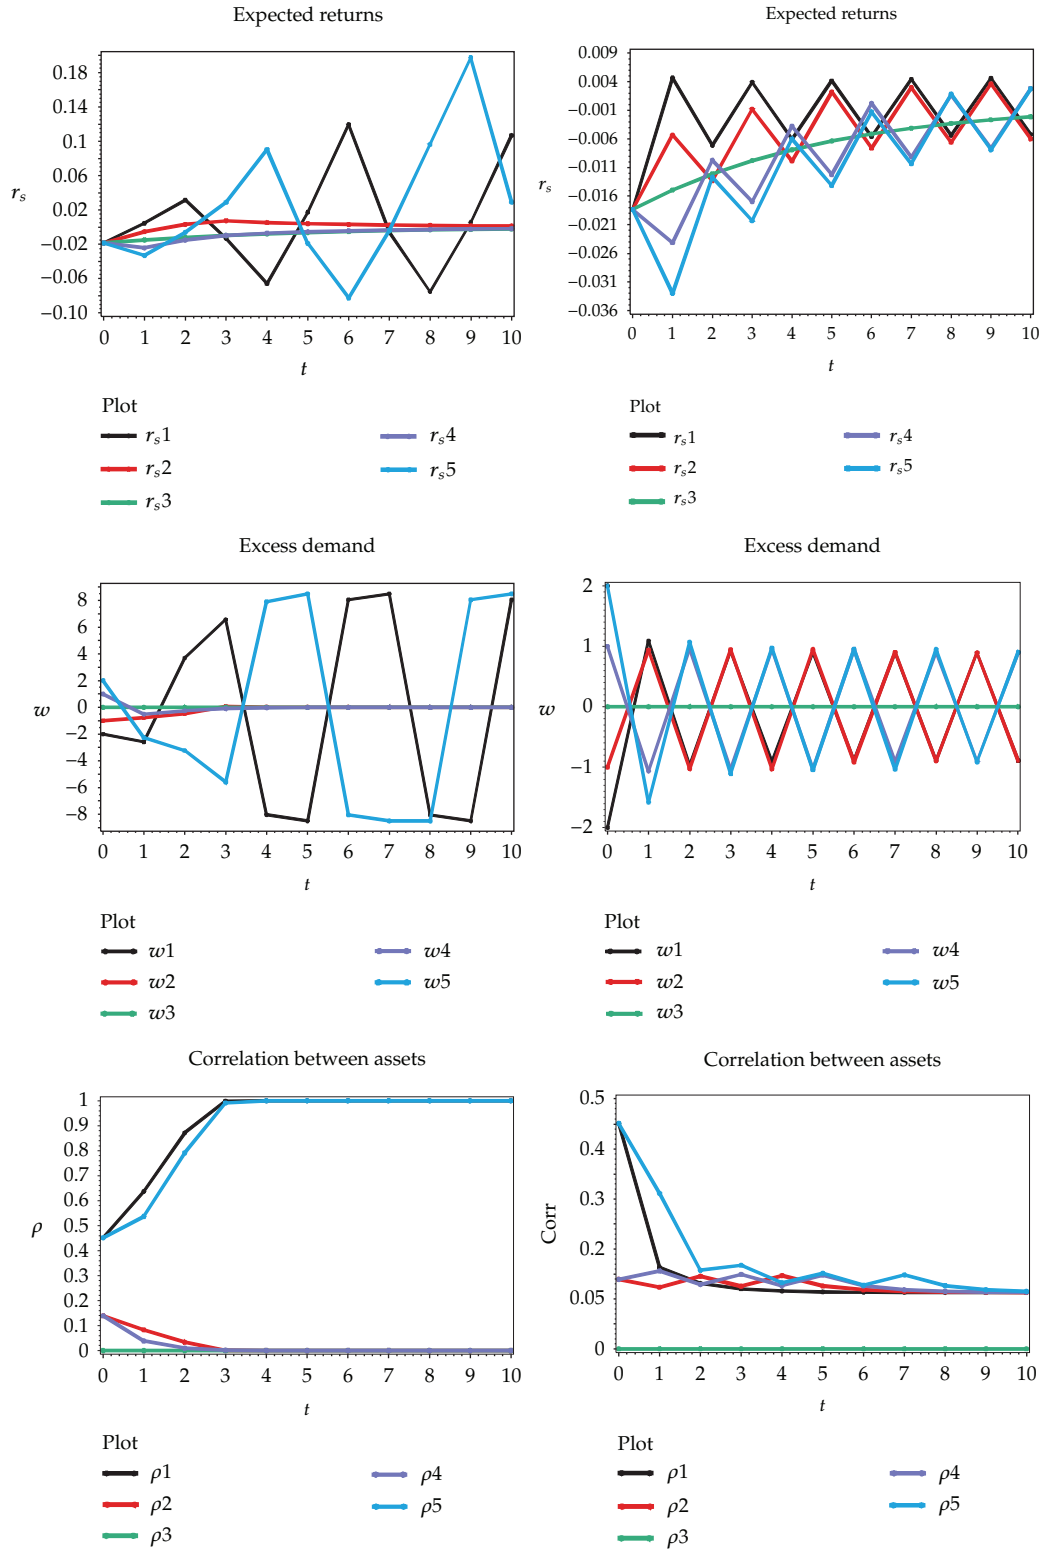 Expected returns
0.18
0.14
0.1
0.06
0.02
−0.02
−0.06
−0.10
r_s
0 1 2 3 4 5 6 7 8 9 10
t
Plot
r_s1
r_s2
r_s3
r_s4
r_s5
Expected returns
0.009
0.004
−0.001
−0.006
−0.011
−0.016
−0.021
−0.026
−0.031
−0.036
r_s
0 1 2 3 4 5 6 7 8 9 10
t
Plot
r_s1
r_s2
r_s3
r_s4
r_s5
Excess demand
8
6
4
2
0
−2
−4
−6
−8
w
0 1 2 3 4 5 6 7 8 9 10
t
Plot
w1
w2
w3
w4
w5
Excess demand
2
1
0
−1
−2
w
0 1 2 3 4 5 6 7 8 9 10
t
Plot
w1
w2
w3
w4
w5
Correlation between assets
1
0.9
0.8
0.7
0.6
0.5
0.4
0.3
0.2
0.1
0
ρ
0 1 2 3 4 5 6 7 8 9 10
t
Plot
ρ1
ρ2
ρ3
ρ4
ρ5
Correlation between assets
0.5
0.4
0.3
0.2
0.05
0
Corr
0 1 2 3 4 5 6 7 8 9 10
t
Plot
ρ1
ρ2
ρ3
ρ4
ρ5